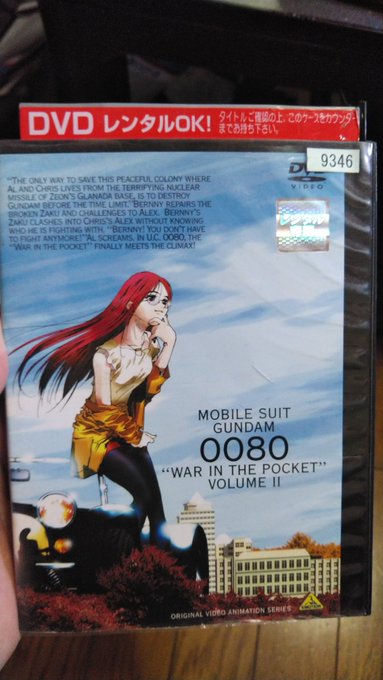 DVD レンタルOK!
タイトルご確認の上、このケースをカウンター
までお持ち下さい。
9346
DVD
VIDEO
"THE ONLY WAY TO SAVE THIS PEACEFUL COLONY WHERE
AL AND CHRIS LIVES FROM THE TERRIFYING NUCLEAR
MISSILE OF ZEON'S GLANADA BASE, IS TO DESTROY
GUNDAM BEFORE THE TIME LIMIT." BERNNY REPAIRS THE
BROKEN ZAKU AND CHALLENGES TO ALEX. BERNNY'S
ZAKU CLASHES INTO CHRIS'S ALEX WITHOUT KNOWING
WHO HE IS FIGHTING WITH. "BERNNY! YOU DON'T HAVE
TO FIGHT ANYMORE!" AL SCREAMS. IN U.C. 0080, THE
"WAR IN THE POCKET" FINALLY MEETS THE CLIMAX!
MOBILE SUIT
GUNDAM
0080
"WAR IN THE POCKET"
VOLUME II
ORIGINAL VIDEO ANIMATION SERIES